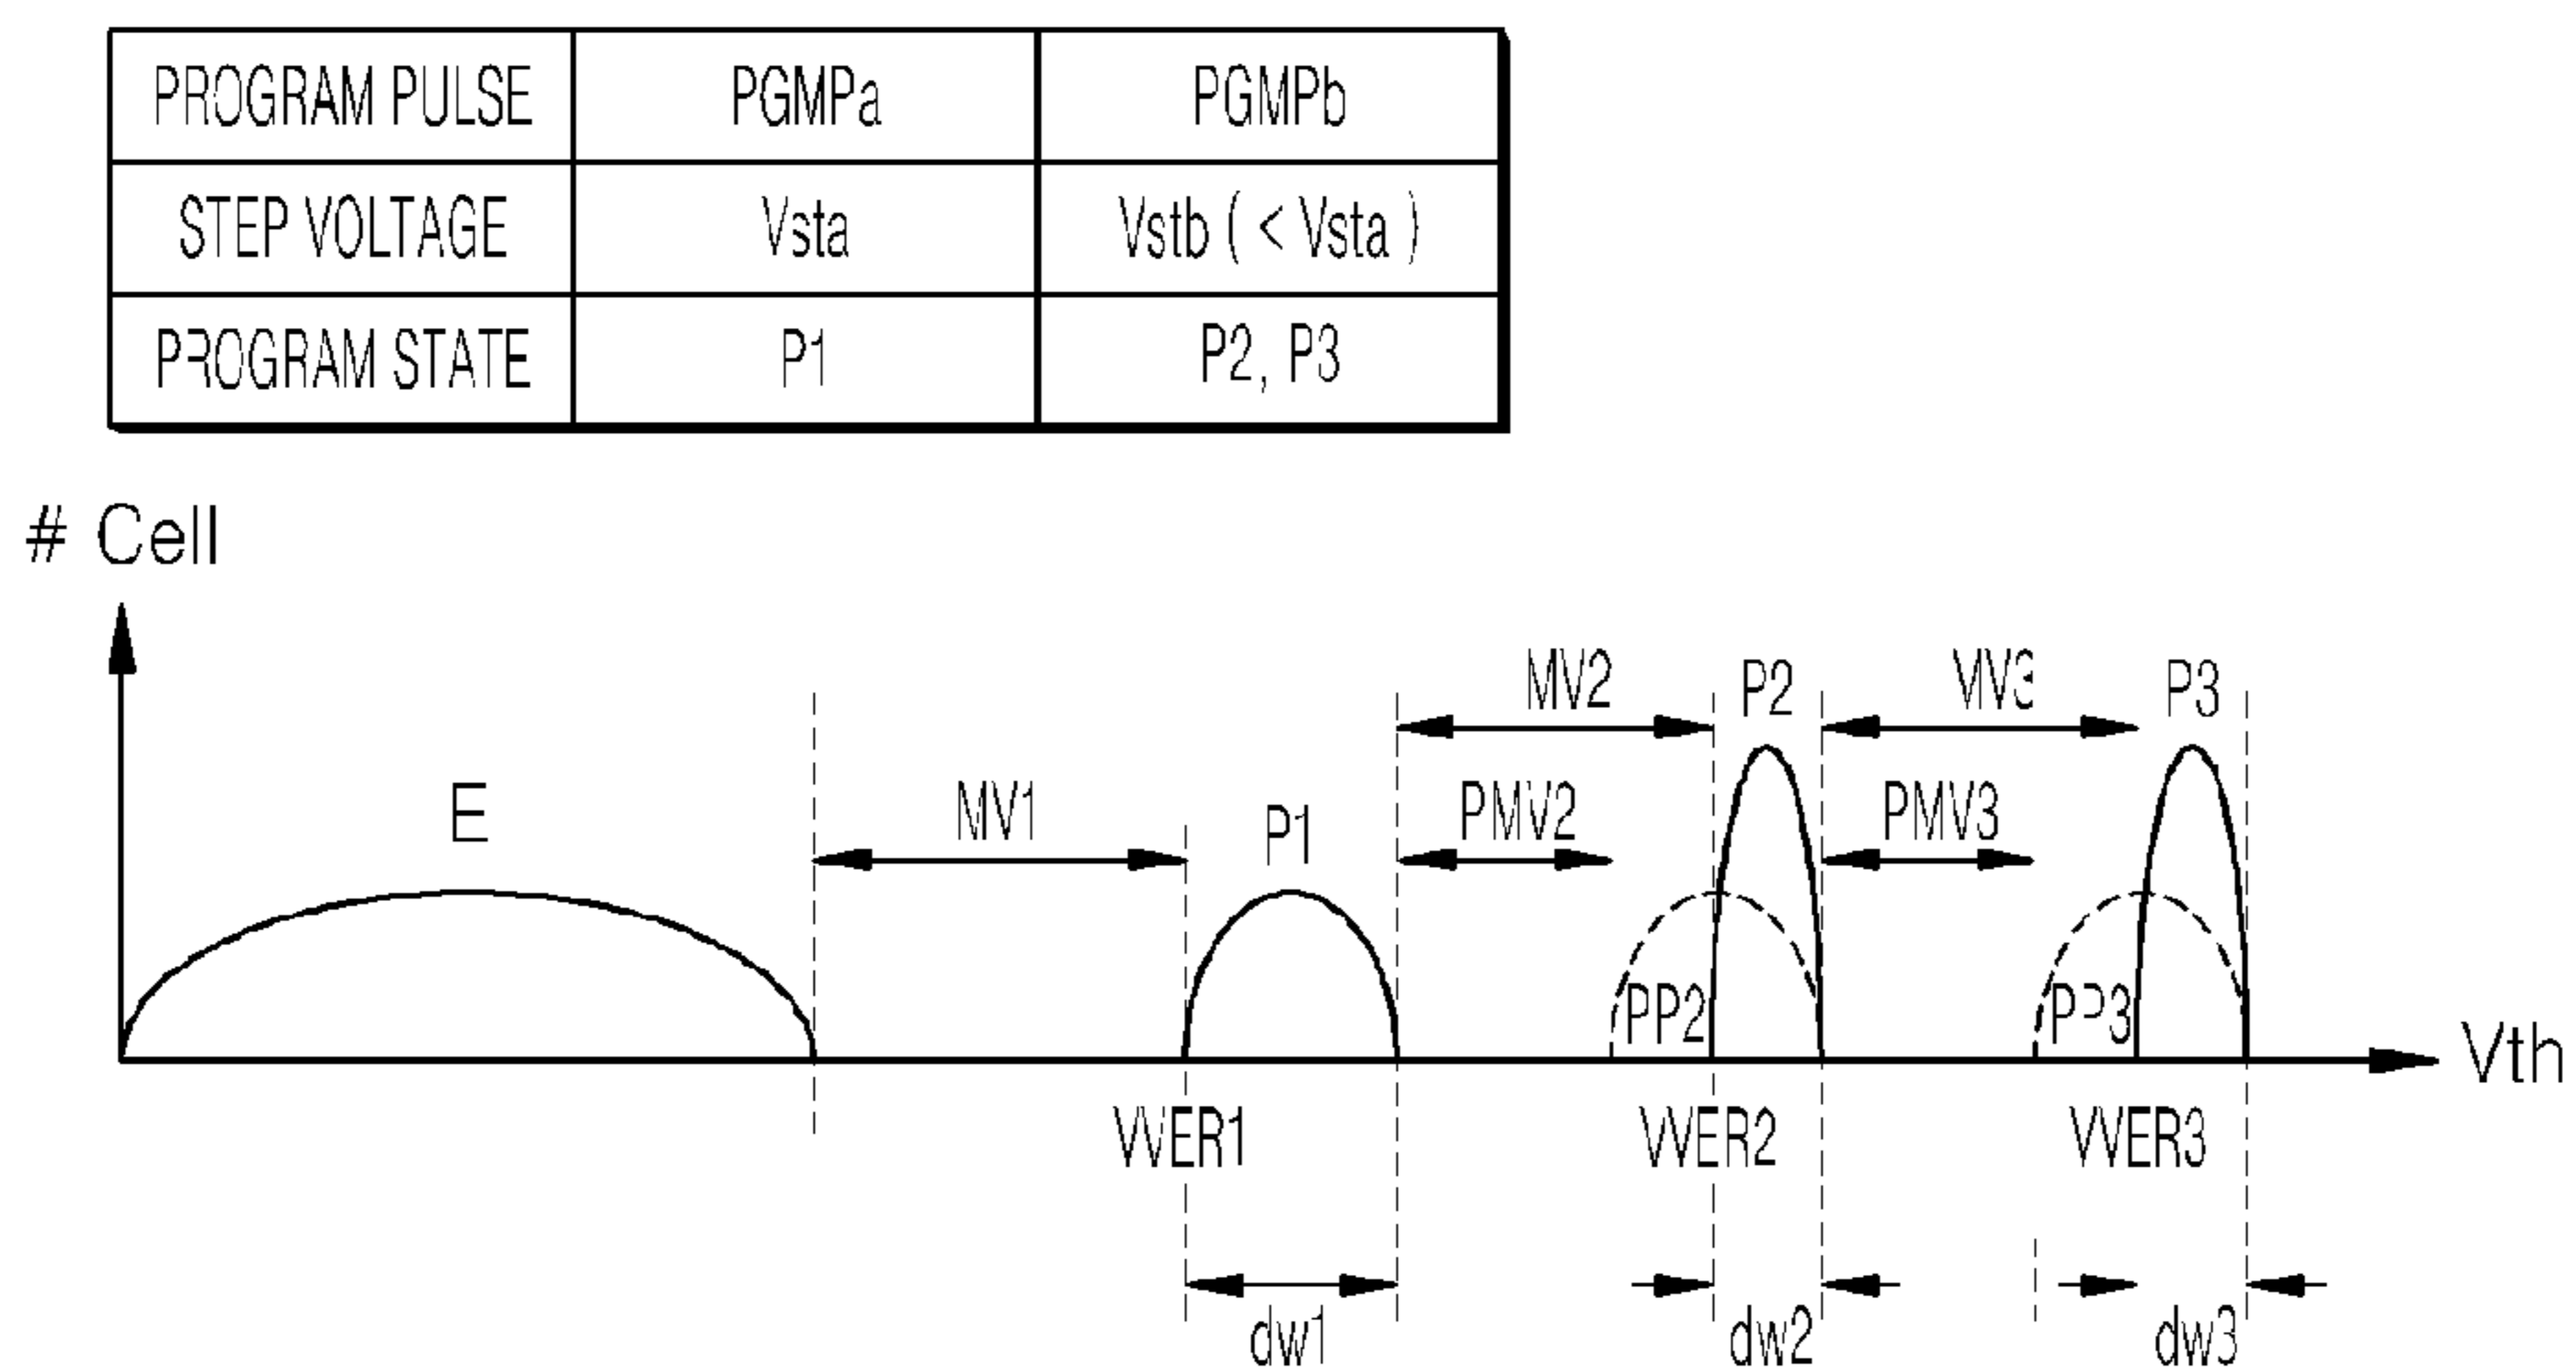 PROGRAM PULSE PGMPa PGMPb
STEP VOLTAGE Vsta Vstb ( < Vsta )
PROGRAM STATE P1 P2, P3
# Cell
MV2 P2 MV3 P3
E MV1 P1 PMV2 PMV3
PP2 PP3
Vth
VVER1 VVER2 VVER3
dw1 dw2 dw3